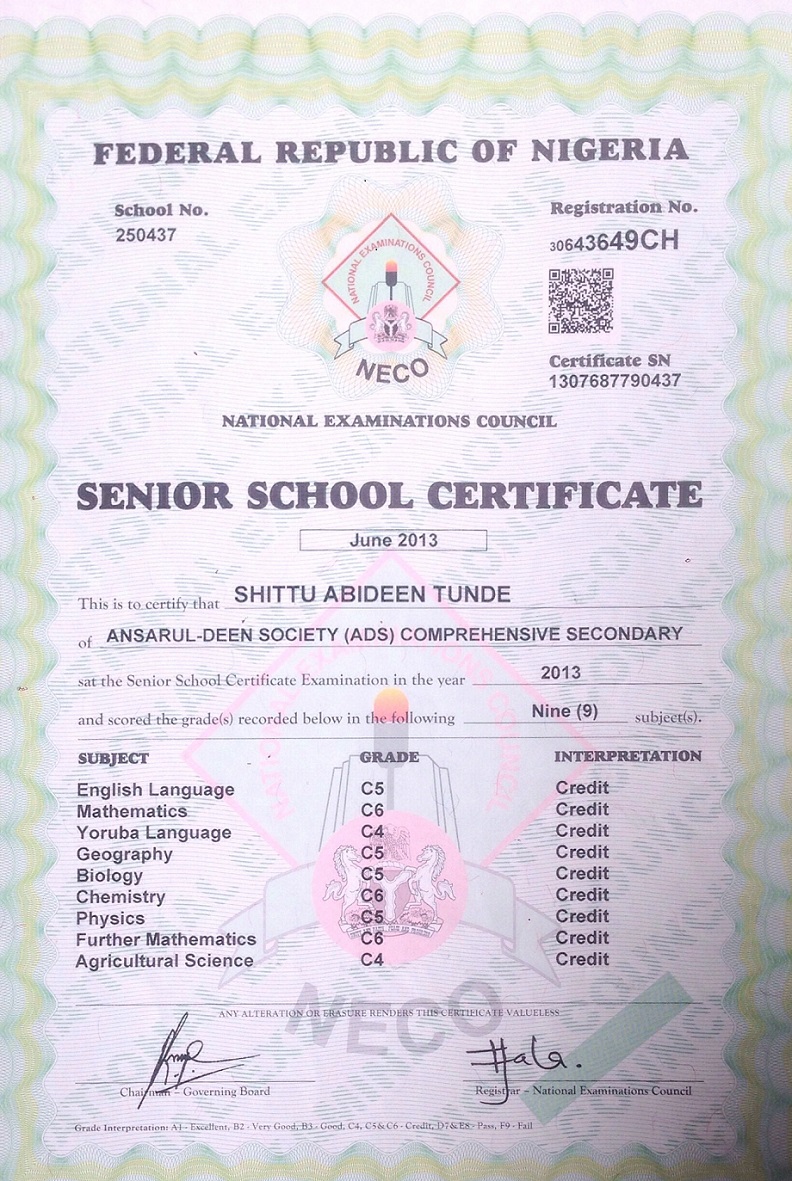 FEDERAL REPUBLIC OF NIGERIA
School No.
250437
Registration No.
30643649CH
NATIONAL EXAMINATIONS COUNCIL
NECO
Certificate SN
1307687790437
NATIONAL EXAMINATIONS COUNCIL
SENIOR SCHOOL CERTIFICATE
June 2013
This is to certify that SHITTU ABIDEEN TUNDE
of ANSARUL-DEEN SOCIETY (ADS) COMPREHENSIVE SECONDARY
sat the Senior School Certificate Examination in the year 2013
and scored the grade(s) recorded below in the following Nine (9) subject(s).
SUBJECT GRADE INTERPRETATION
English Language C5 Credit
Mathematics C6 Credit
Yoruba Language C4 Credit
Geography C5 Credit
Biology C5 Credit
Chemistry C6 Credit
Physics C5 Credit
Further Mathematics C6 Credit
Agricultural Science C4 Credit
NECO
ANY ALTERATION OR ERASURE RENDERS THIS CERTIFICATE VALUELESS
Chairman – Governing Board
Registrar – National Examinations Council
Grade Interpretation: A1 - Excellent, B2 - Very Good, B3 - Good, C4, C5 & C6 - Credit, D7 & E8 - Pass, F9 - Fail